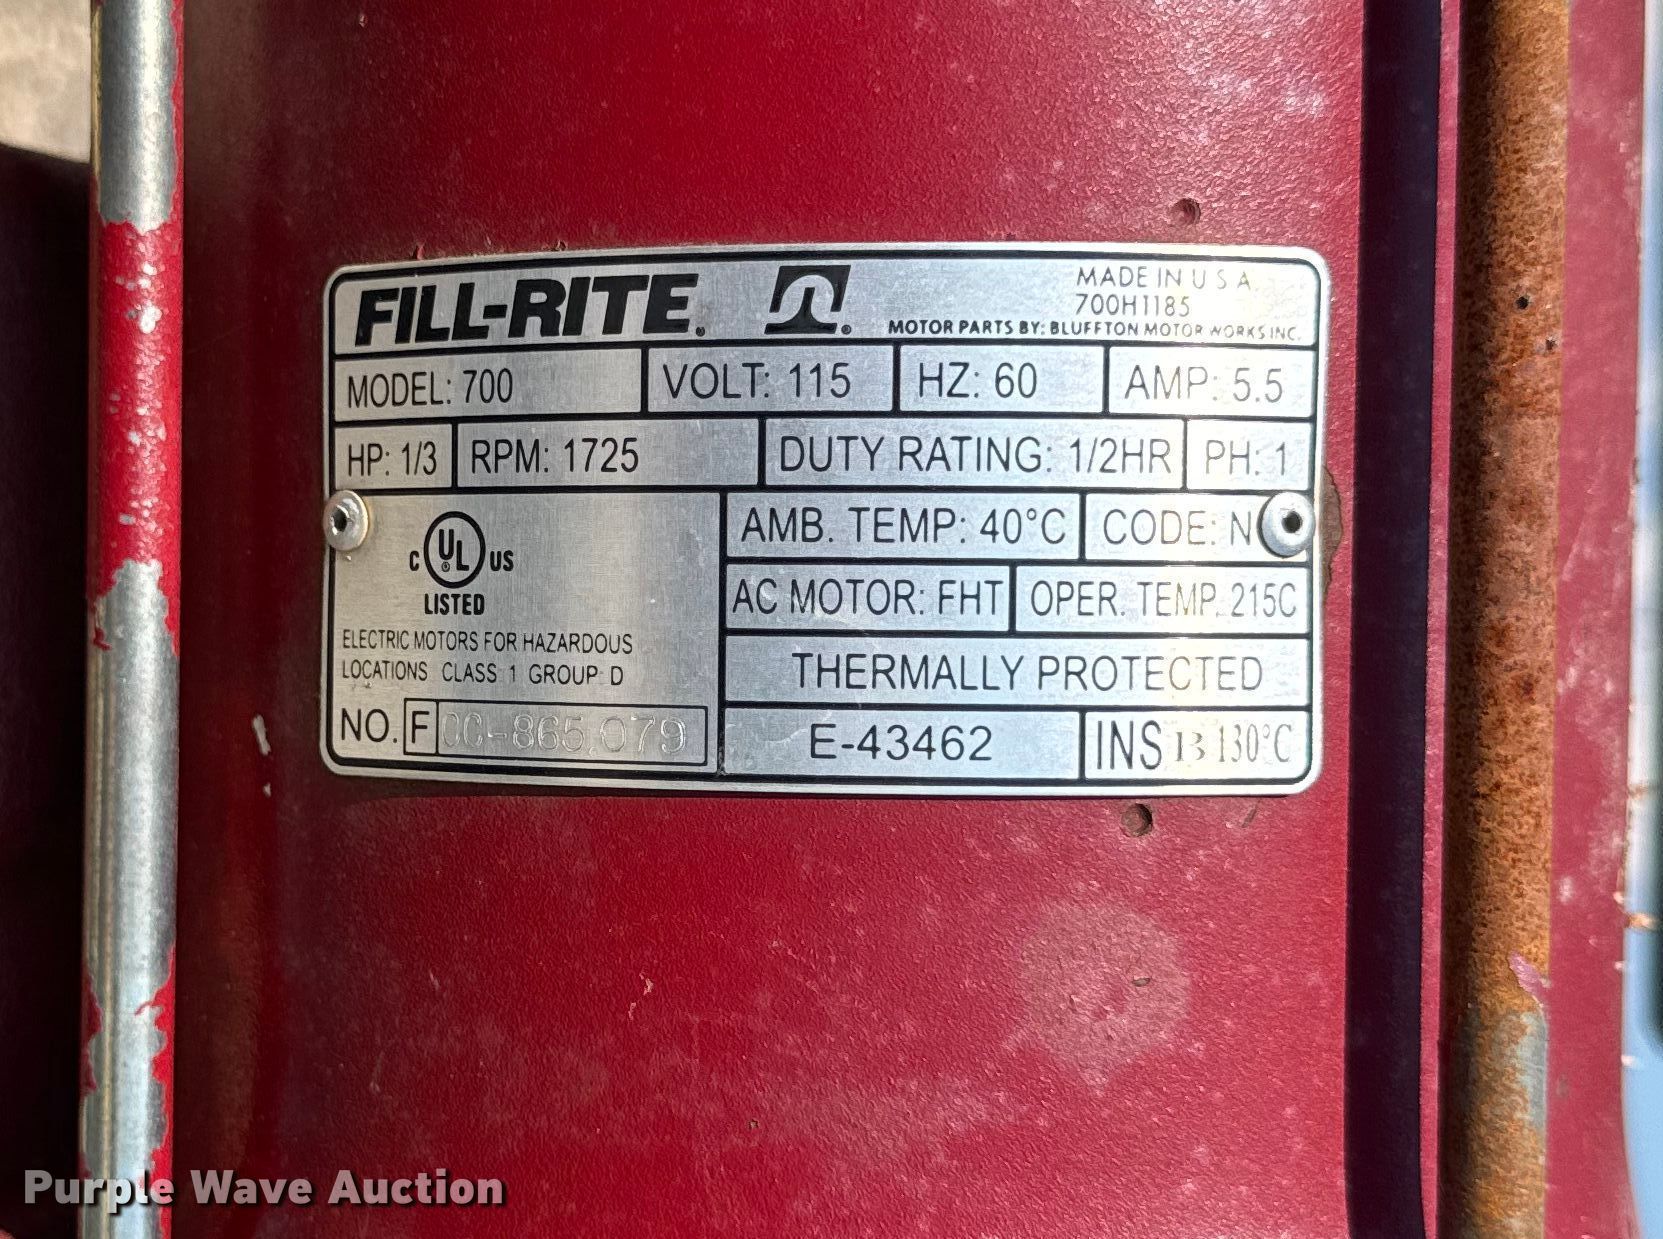 FILL-RITE.
MADE IN U S A.
700H1185
MOTOR PARTS BY: BLUFFTON MOTOR WORKS INC.
MODEL: 700 VOLT: 115 HZ: 60 AMP: 5.5
HP: 1/3 RPM: 1725 DUTY RATING: 1/2HR PH: 1
C UL ® US
LISTED
ELECTRIC MOTORS FOR HAZARDOUS
LOCATIONS CLASS 1 GROUP D
NO. F 865,079
AMB. TEMP: 40°C CODE: N
AC MOTOR: FHT OPER. TEMP. 215C
THERMALLY PROTECTED
E-43462 INS B 130°C
Purple Wave Auction